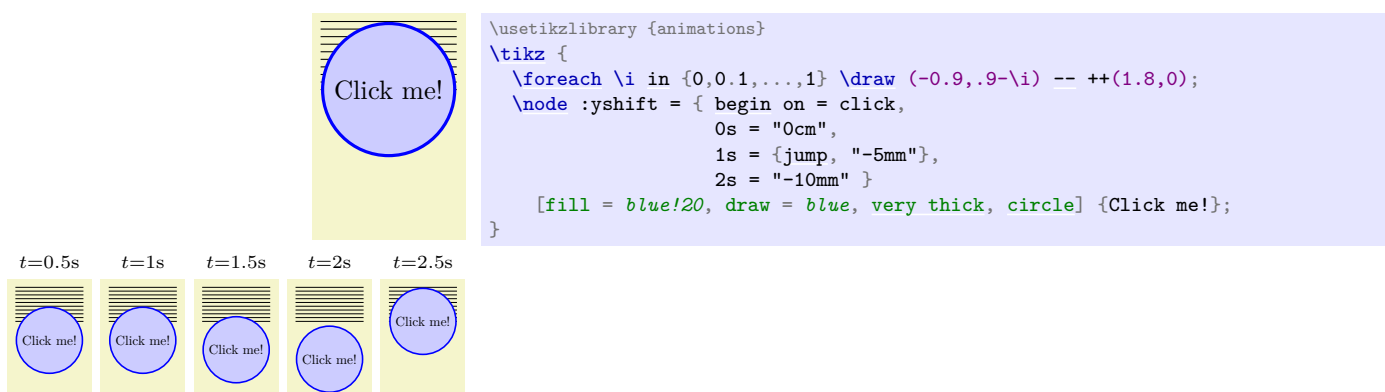 Click me!
\usetikzlibrary {animations}
\tikz {
  \foreach \i in {0,0.1,...,1} \draw (-0.9,.9-\i) -- ++(1.8,0);
  \node :yshift = { begin on = click,
                    0s = "0cm",
                    1s = {jump, "-5mm"},
                    2s = "-10mm" }
    [fill = blue!20, draw = blue, very thick, circle] {Click me!};
}
t=0.5s t=1s t=1.5s t=2s t=2.5s
Click me! Click me! Click me! Click me! Click me!